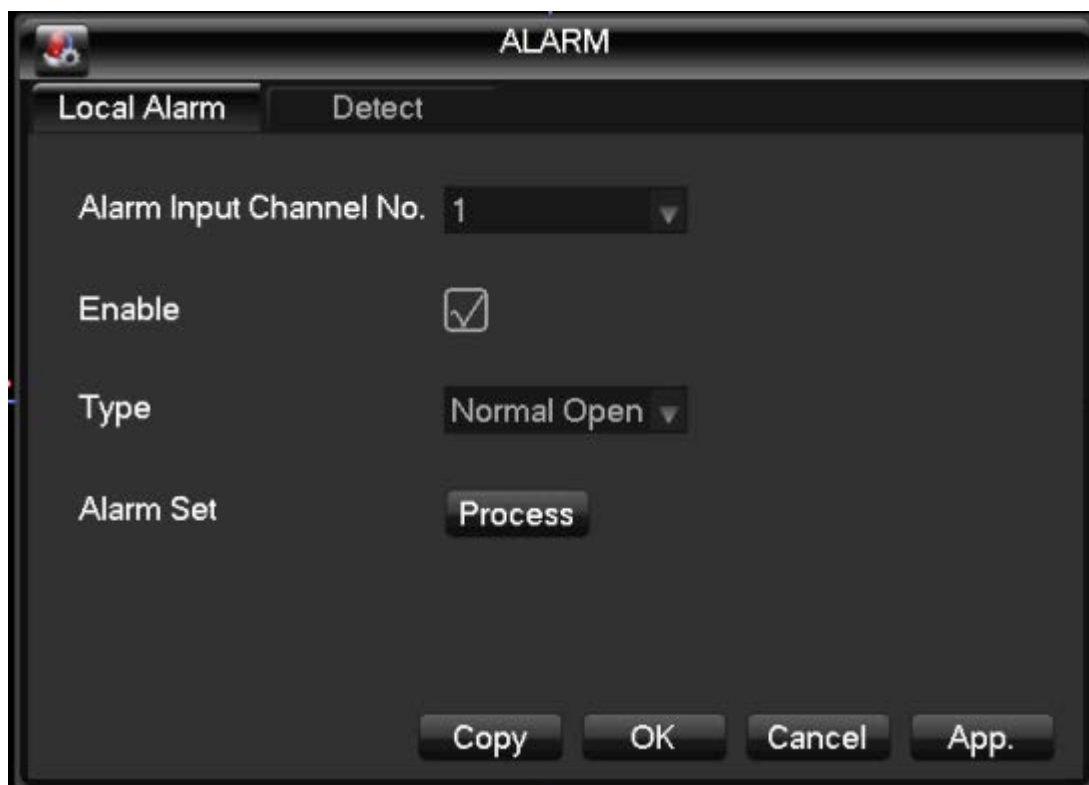 ALARM
Local Alarm Detect
Alarm Input Channel No. 1
Enable
Type Normal Open
Alarm Set Process
Copy OK Cancel App.